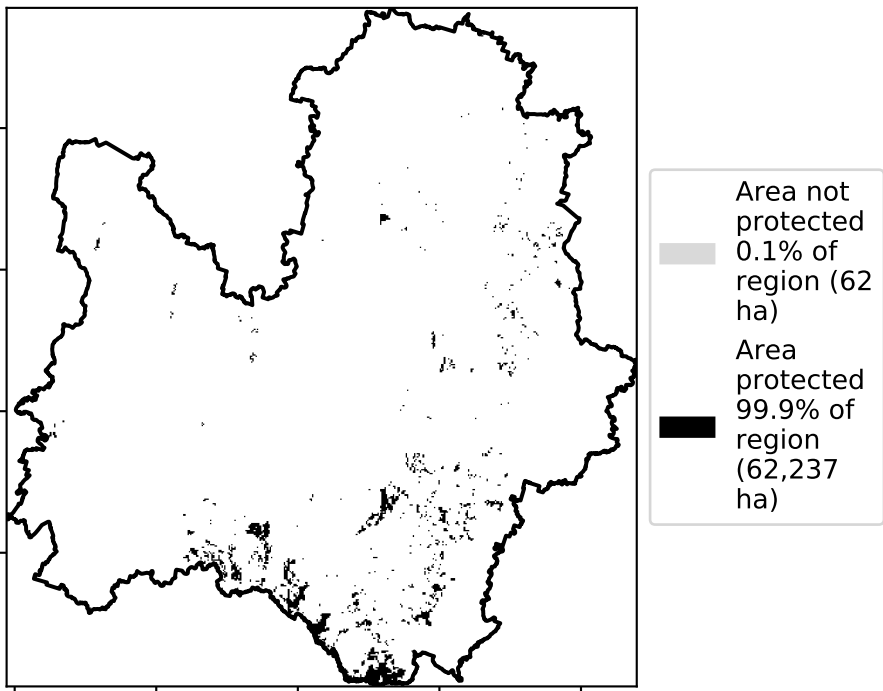 Area not
protected
0.1% of
region (62
ha)
Area
protected
99.9% of
region
(62,237
ha)